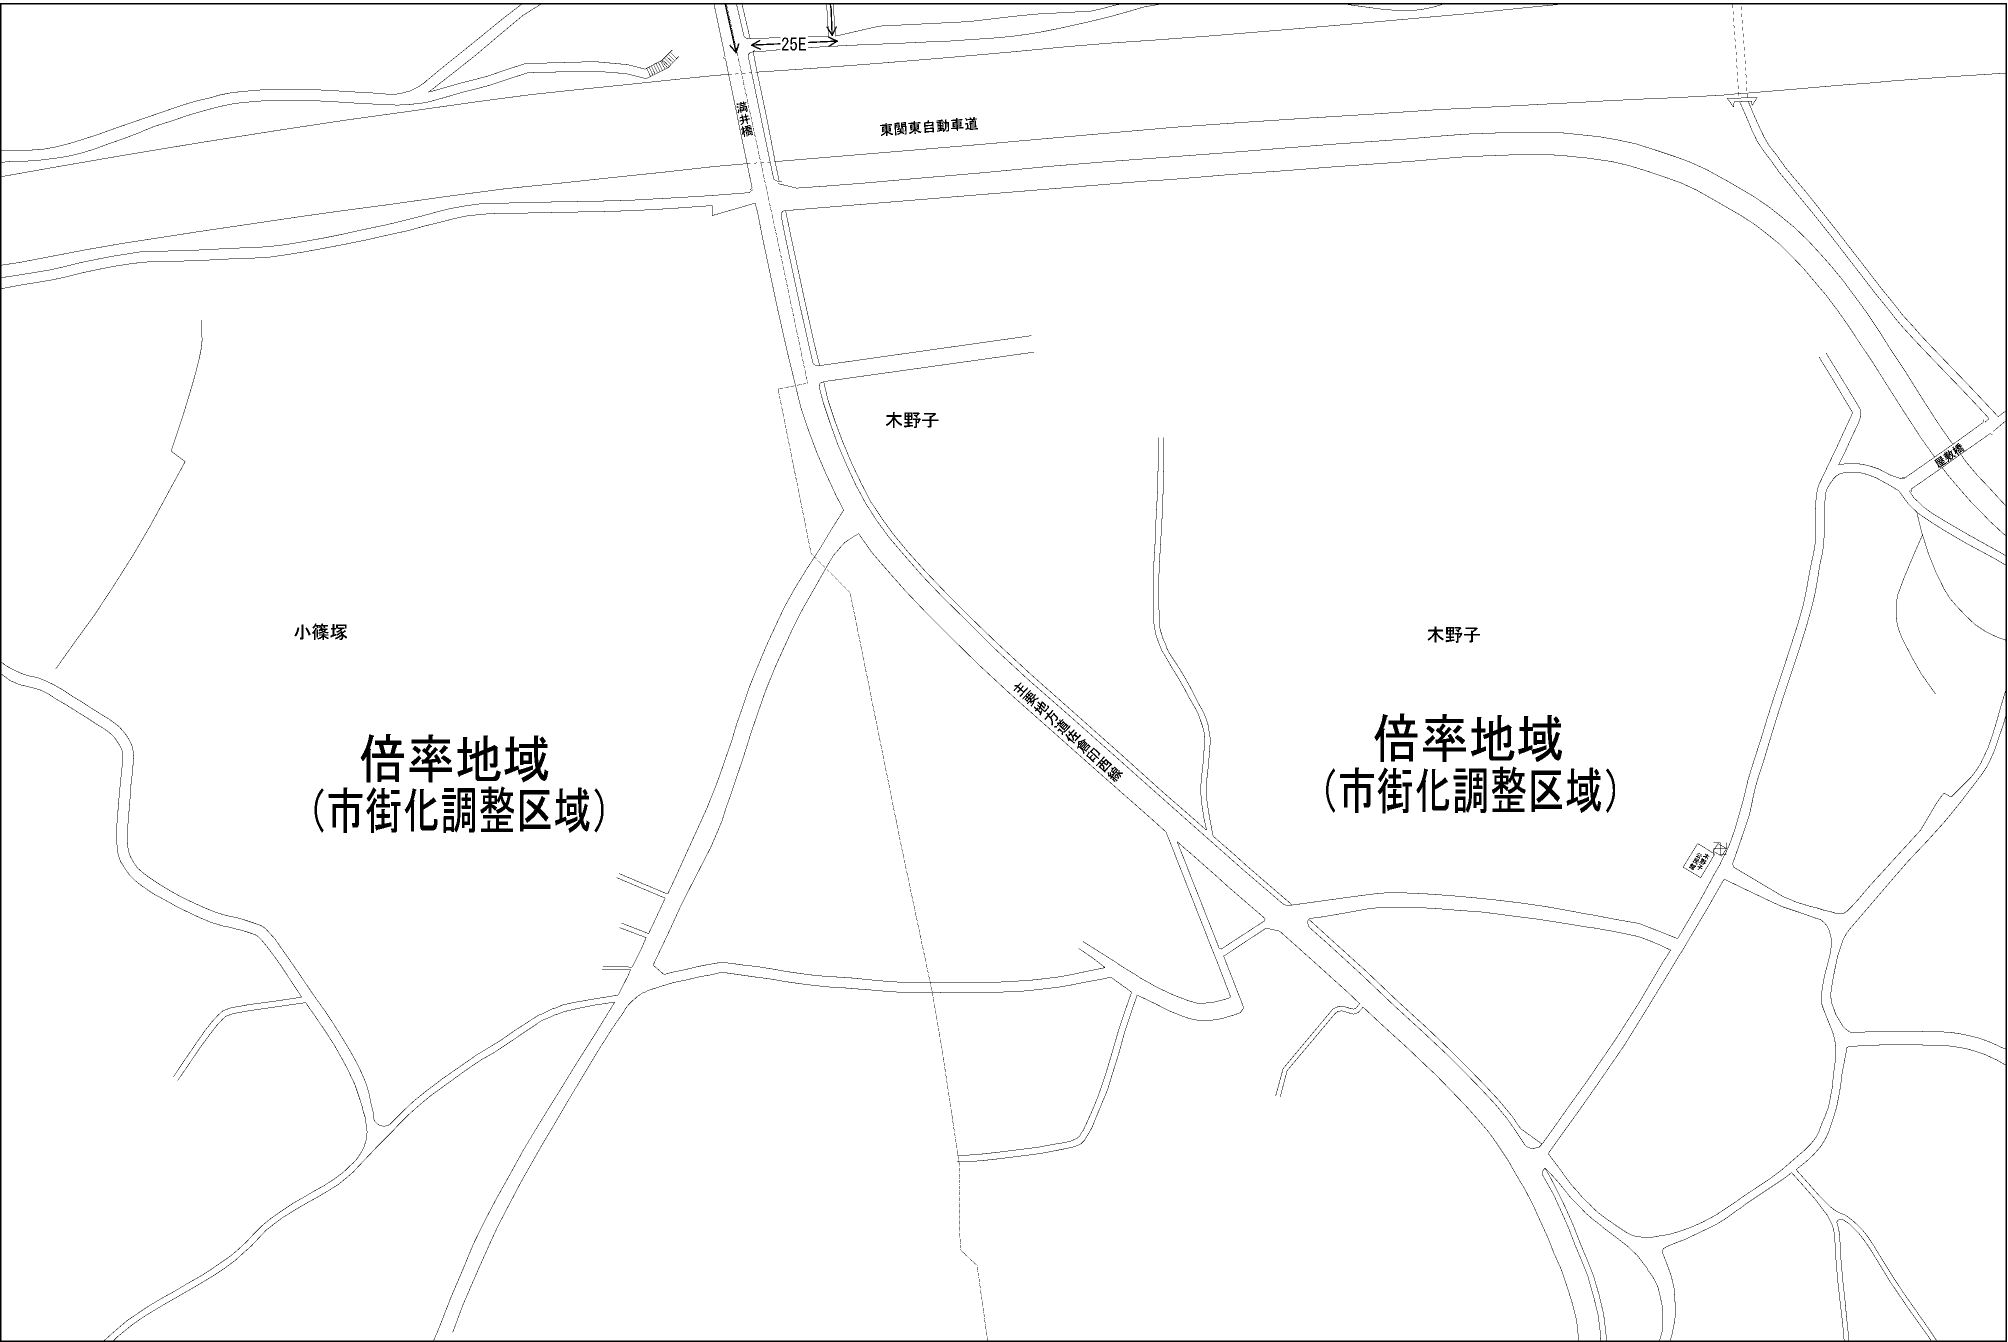 25E
満井橋
東関東自動車道
木野子
屋敷橋
小篠塚
木野子
主要地方道佐倉印西線
倍率地域
(市街化調整区域)
倍率地域
(市街化調整区域)